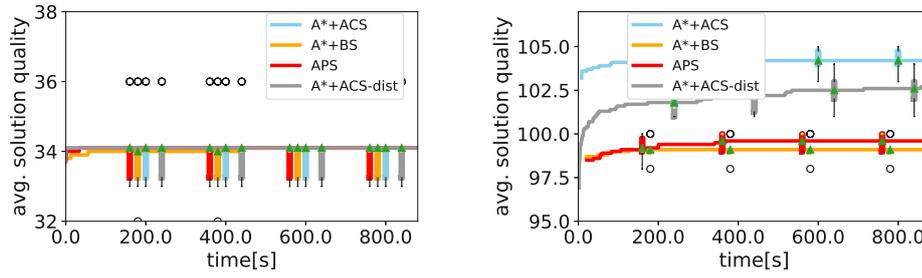 avg. solution quality
38
36
34
32
0.0 200.0 400.0 600.0 800.0
time[s]
A*+ACS
A*+BS
APS
A*+ACS-dist
avg. solution quality
105.0
102.5
100.0
97.5
95.0
0.0 200.0 400.0 600.0 800.0
time[s]
A*+ACS
A*+BS
APS
A*+ACS-dist